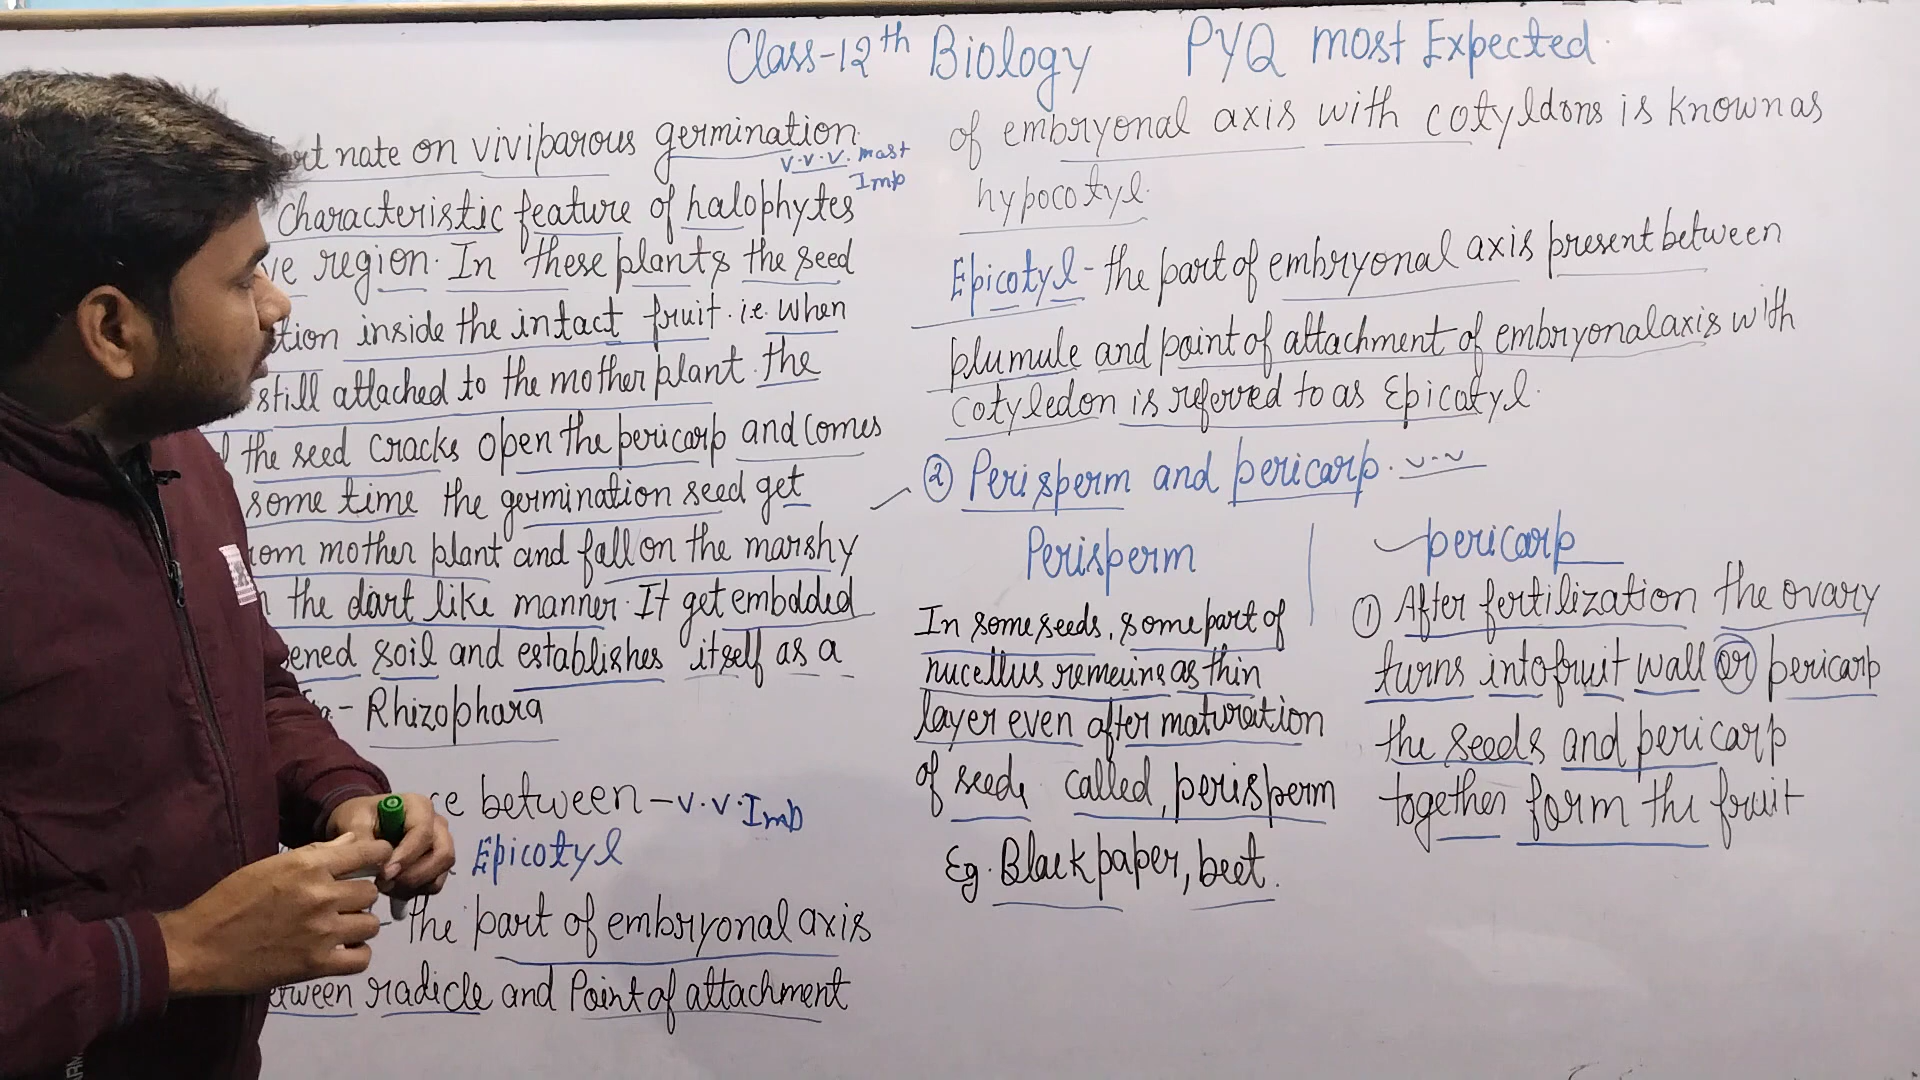 Class-12th Biology PYQ most Expected
nate on viviparous germination
v.v.v. mast
Imp
Characteristic feature of halophytes
region. In these plants the seed
inside the intact fruit. i.e. when
still attached to the mother plant the
the seed cracks open the pericarp and comes
some time the germination seed get
mother plant and fall on the marshy
the dart like manner. It get embdded
soil and establishes itself as a
- Rhizophara
between - v.v. Imp
Epicotyl
the part of embryonal axis
radicle and Point of attachment
of embryonal axis with cotyldons is known as
hypocotyl.
Epicotyl - the part of embryonal axis present between
plumule and point of attachment of embryonal axis with
cotyledon is referred to as Epicotyl.
② Perisperm and pericarp.
Perisperm
In some seeds, some part of
nucellus remains as thin
layer even after maturation
of seeds called, perisperm
Eg. Black paper, beet.
pericarp
① After fertilization the ovary
turns into fruit wall or pericarp
the seeds and pericarp
together form the fruit